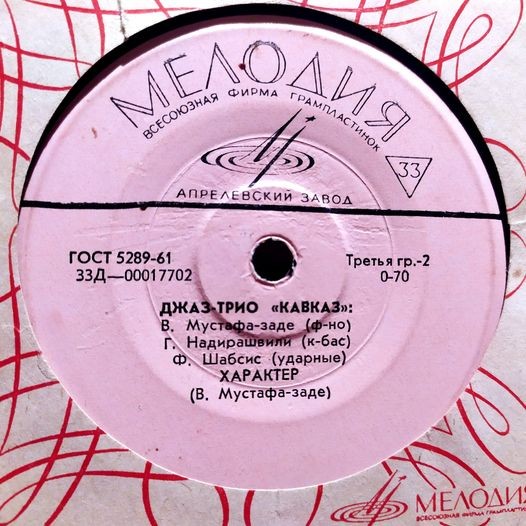 МЕЛОДИЯ
ВСЕСОЮЗНАЯ ФИРМА ГРАМПЛАСТИНОК
33
АПРЕЛЕВСКИЙ ЗАВОД
ГОСТ 5289-61
33Д—00017702
Третья гр.-2
0-70
ДЖАЗ-ТРИО «КАВКАЗ»:
В. Мустафа-заде (ф-но)
Г. Надирашвили (к-бас)
Ф. Шабсис (ударные)
ХАРАКТЕР
(В. Мустафа-заде)
МЕЛОДИЯ
ВСЕСОЮЗНАЯ ФИРМА ГРАМПЛАСТИН